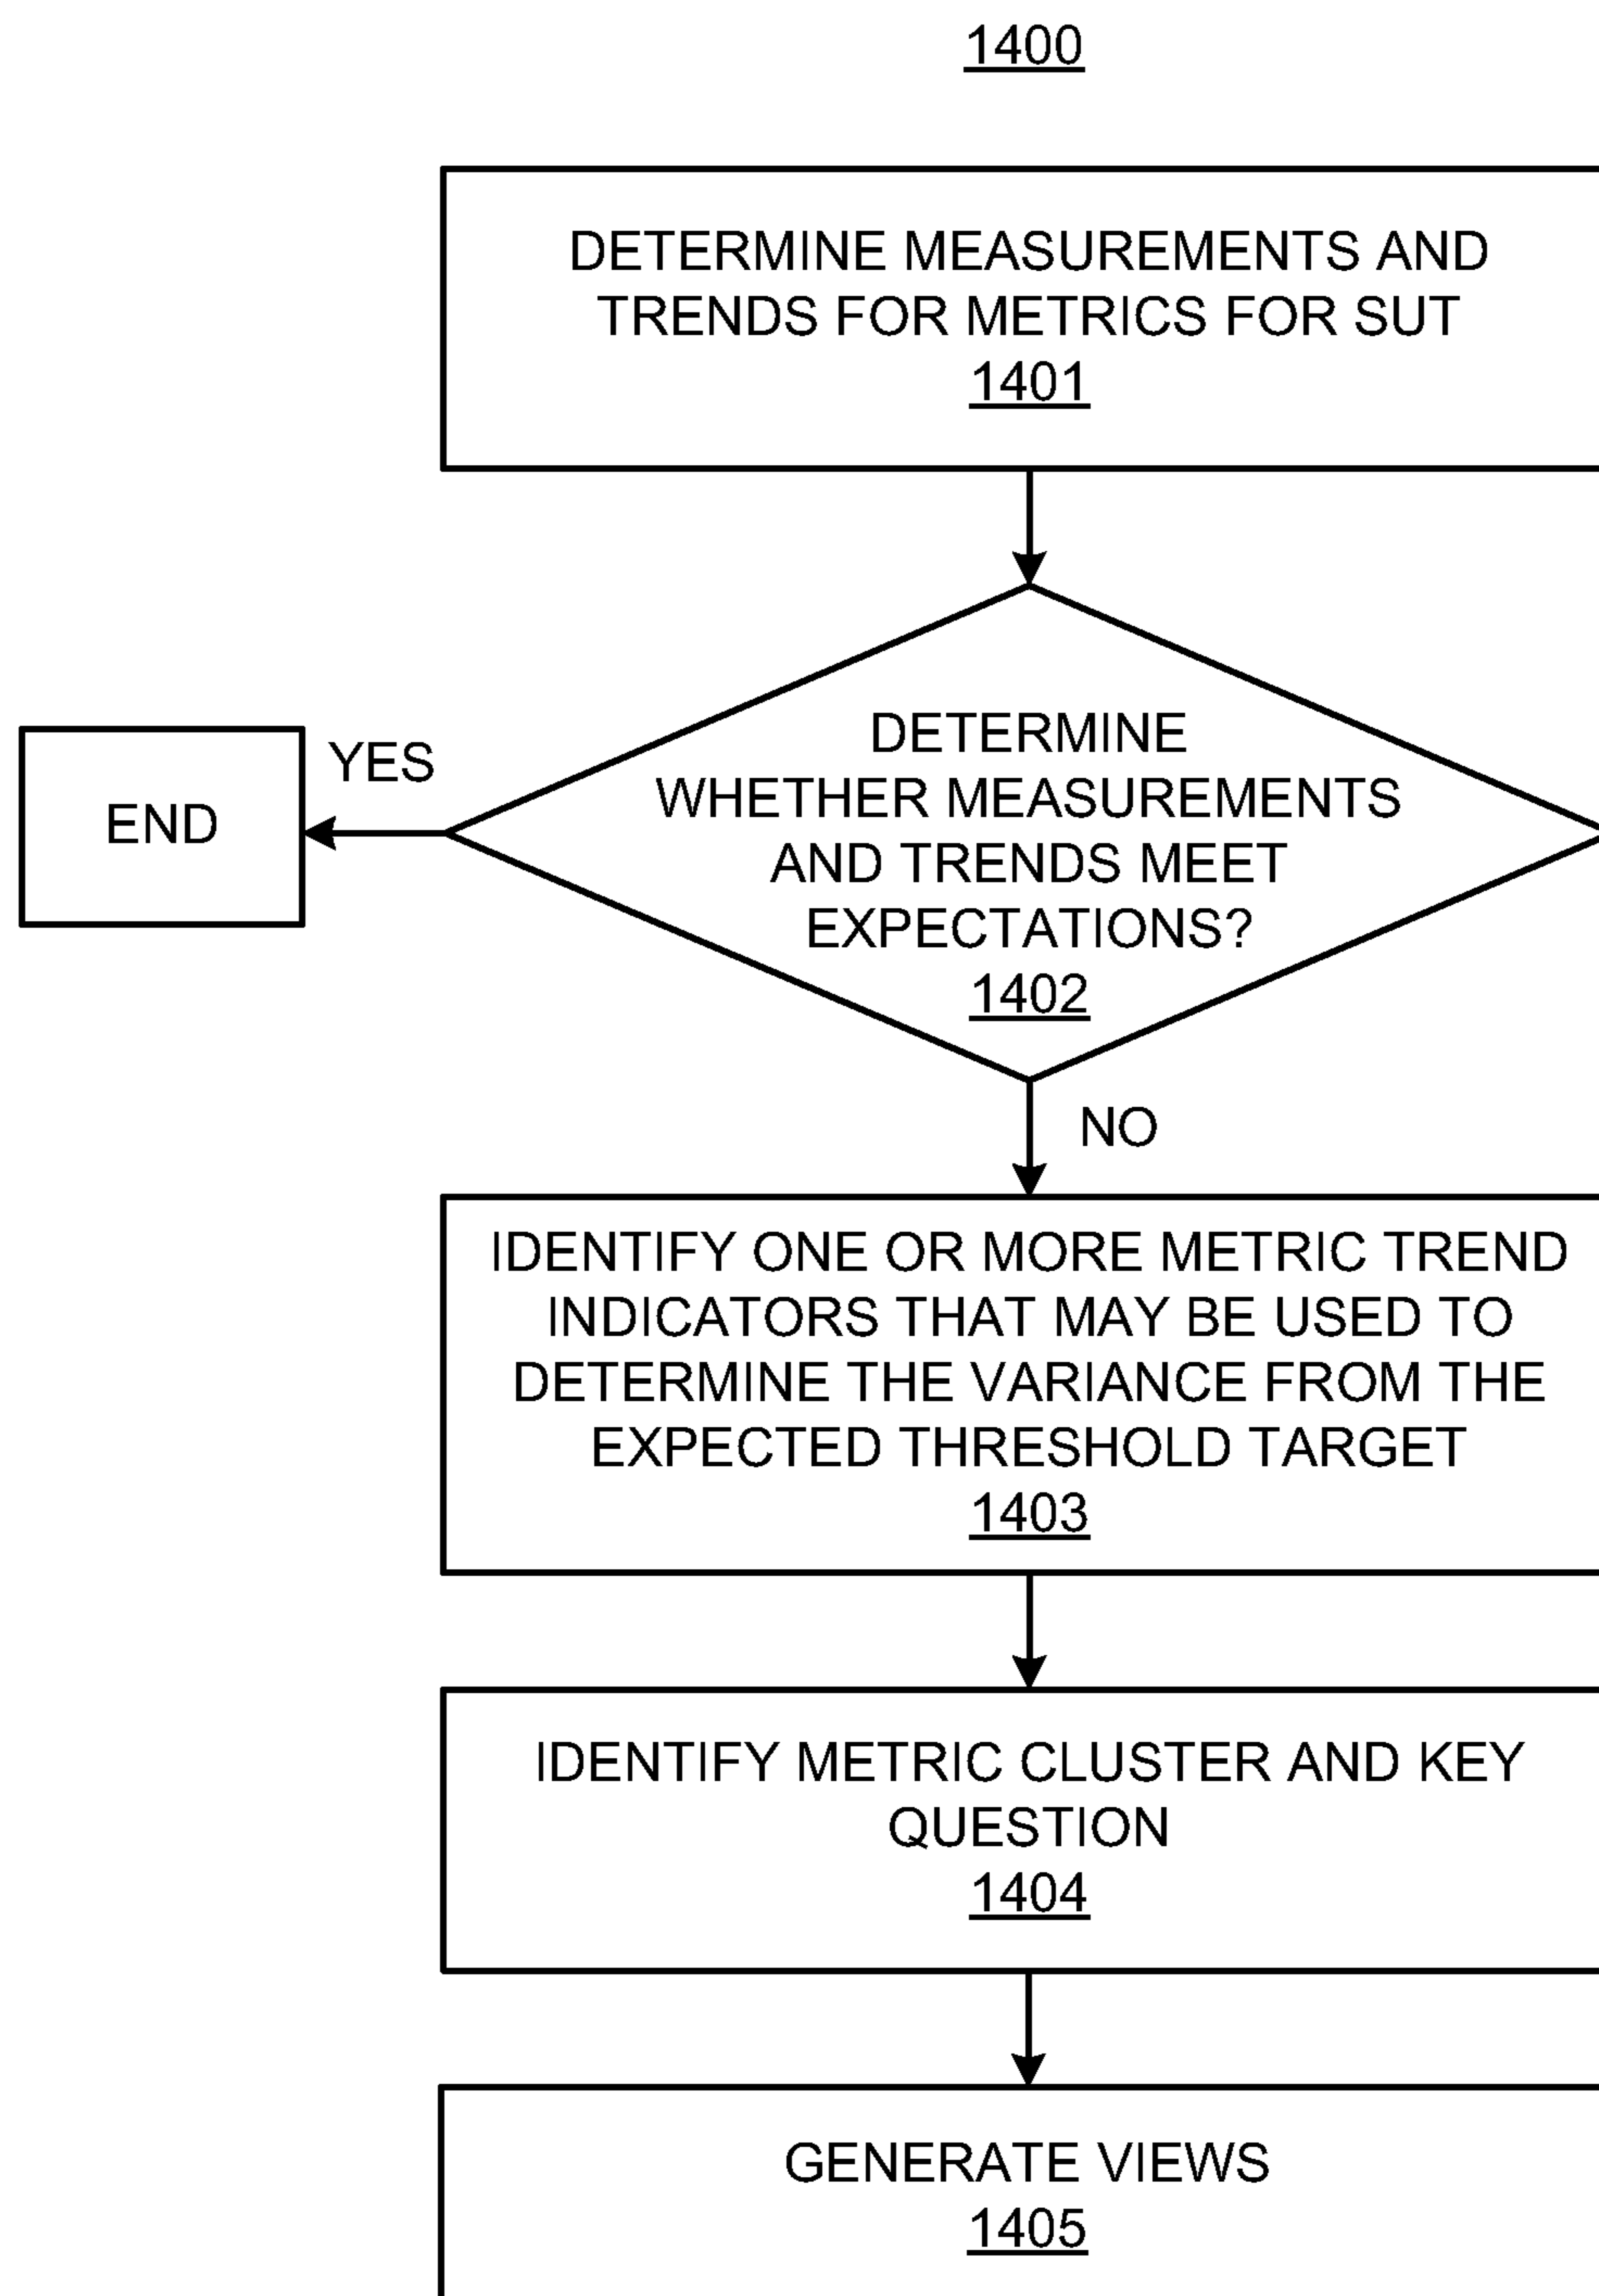 1400
DETERMINE MEASUREMENTS AND
TRENDS FOR METRICS FOR SUT
1401
DETERMINE
WHETHER MEASUREMENTS
AND TRENDS MEET
EXPECTATIONS?
1402
YES
END
NO
IDENTIFY ONE OR MORE METRIC TREND
INDICATORS THAT MAY BE USED TO
DETERMINE THE VARIANCE FROM THE
EXPECTED THRESHOLD TARGET
1403
IDENTIFY METRIC CLUSTER AND KEY
QUESTION
1404
GENERATE VIEWS
1405